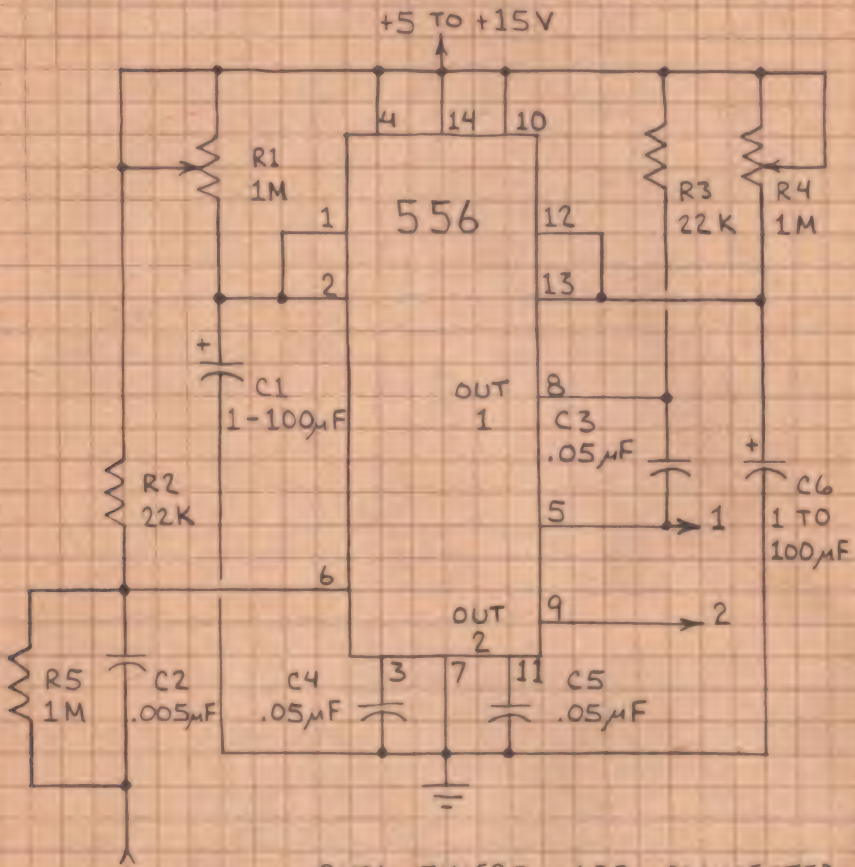 +5 TO +15V
4 14 10
R1
1M
1
2
556
12
13
R3
22K
R4
1M
+
C1
1-100µF
OUT
1
8
C3
.05µF
+
C6
1 TO
100µF
R2
22K
5
1
6
9
2
OUT
2
R5
1M
C2
.005µF
C4
.05µF
3 7 11
C5
.05µF